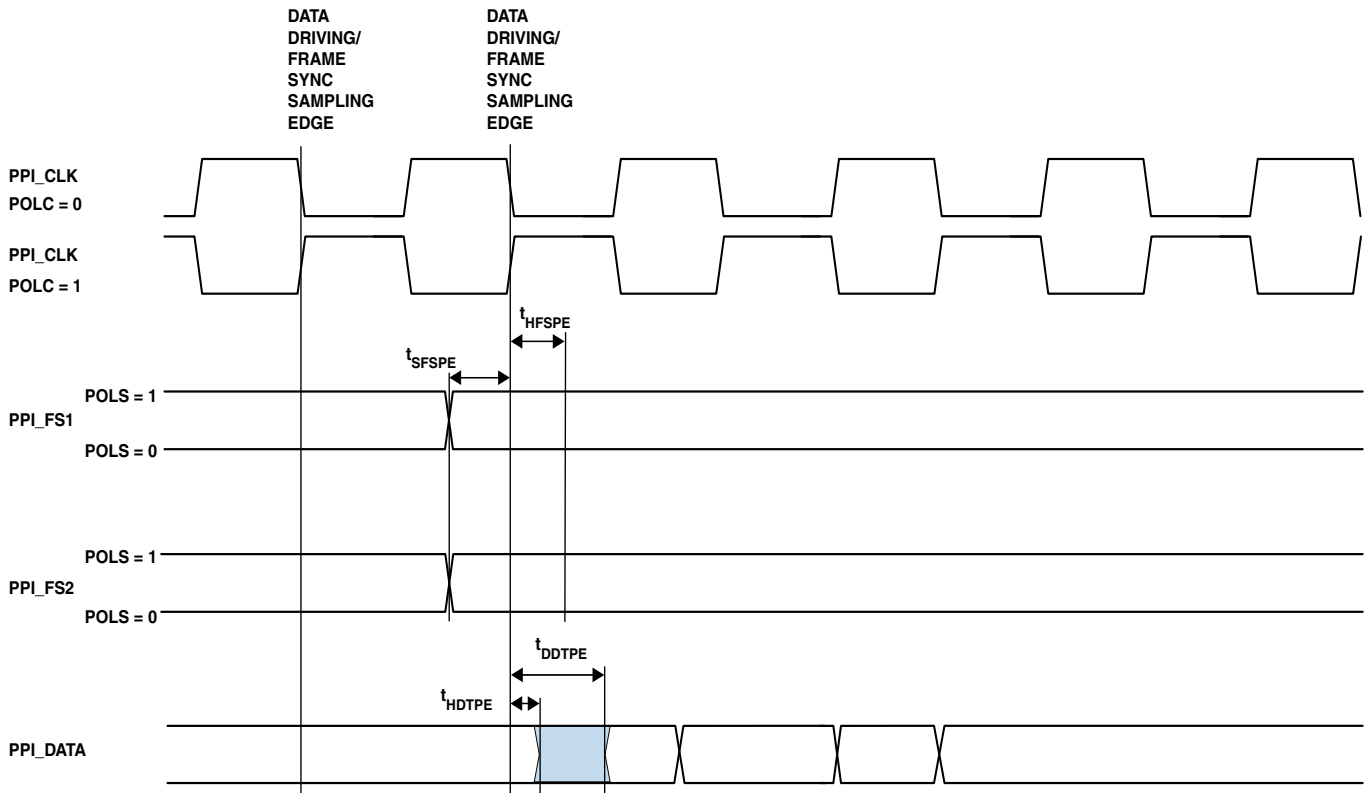 DATA
DRIVING/
FRAME
SYNC
SAMPLING
EDGE
DATA
DRIVING/
FRAME
SYNC
SAMPLING
EDGE
PPI_CLK
POLC = 0
PPI_CLK
POLC = 1
tHFSPE
tSFSPE
POLS = 1
PPI_FS1
POLS = 0
POLS = 1
PPI_FS2
POLS = 0
tDDTPE
tHDTPE
PPI_DATA